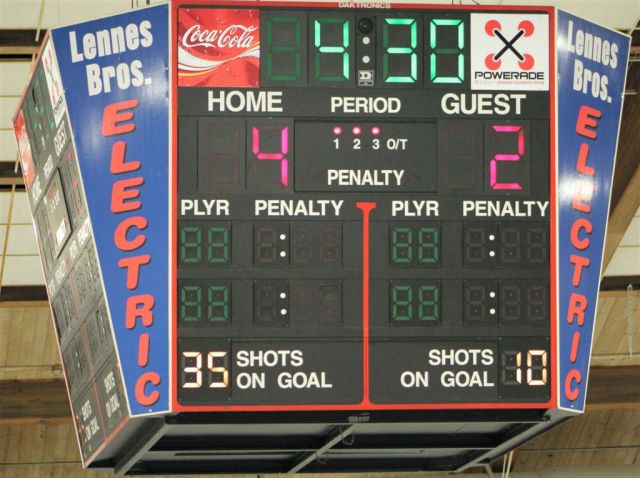 DAKTRONICS
Lennes
Bros.
ELECTRIC
Coca-Cola
4:30
POWERADE
Lennes
Bros.
ELECTRIC
HOME PERIOD GUEST
4 1 2 3 O/T 2
PENALTY
PLYR PENALTY PLYR PENALTY
35 SHOTS
ON GOAL
SHOTS 10
ON GOAL